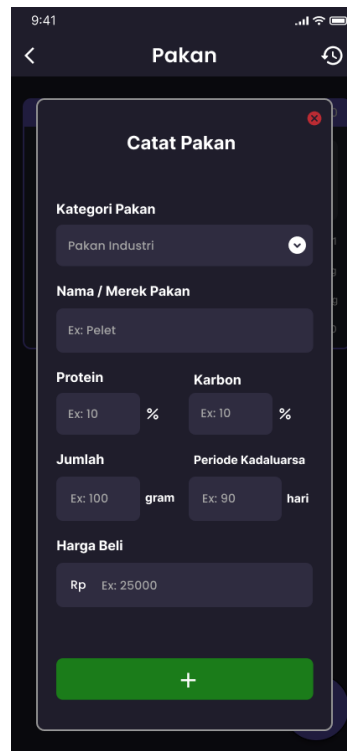 9:41
Pakan
Catat Pakan
Kategori Pakan
Pakan Industri
Nama / Merek Pakan
Ex: Pelet
Protein
Karbon
Ex: 10 %
Ex: 10 %
Jumlah
Periode Kadaluarsa
Ex: 100 gram
Ex: 90 hari
Harga Beli
Rp Ex: 25000
+